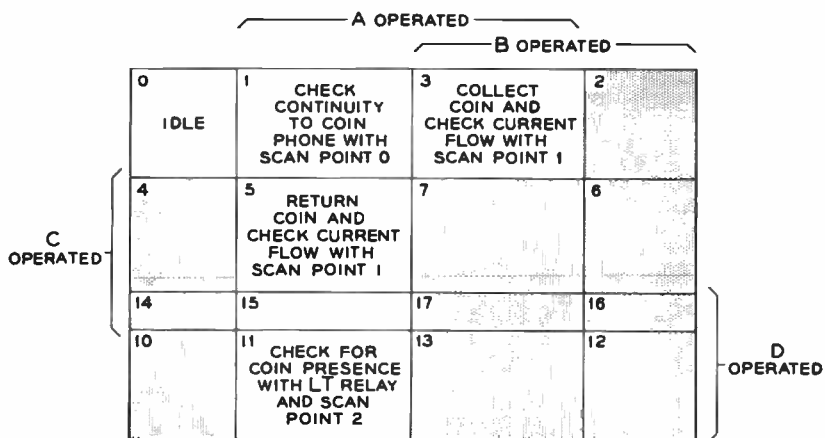 A OPERATED
B OPERATED
0
IDLE
1
CHECK
CONTINUITY
TO COIN
PHONE WITH
SCAN POINT 0
3
COLLECT
COIN AND
CHECK CURRENT
FLOW WITH
SCAN POINT 1
2
C
OPERATED
4
5
RETURN
COIN AND
CHECK CURRENT
FLOW WITH
SCAN POINT 1
7
6
14
15
17
16
10
11
CHECK FOR
COIN PRESENCE
WITH LT RELAY
AND SCAN
POINT 2
13
12
D
OPERATED